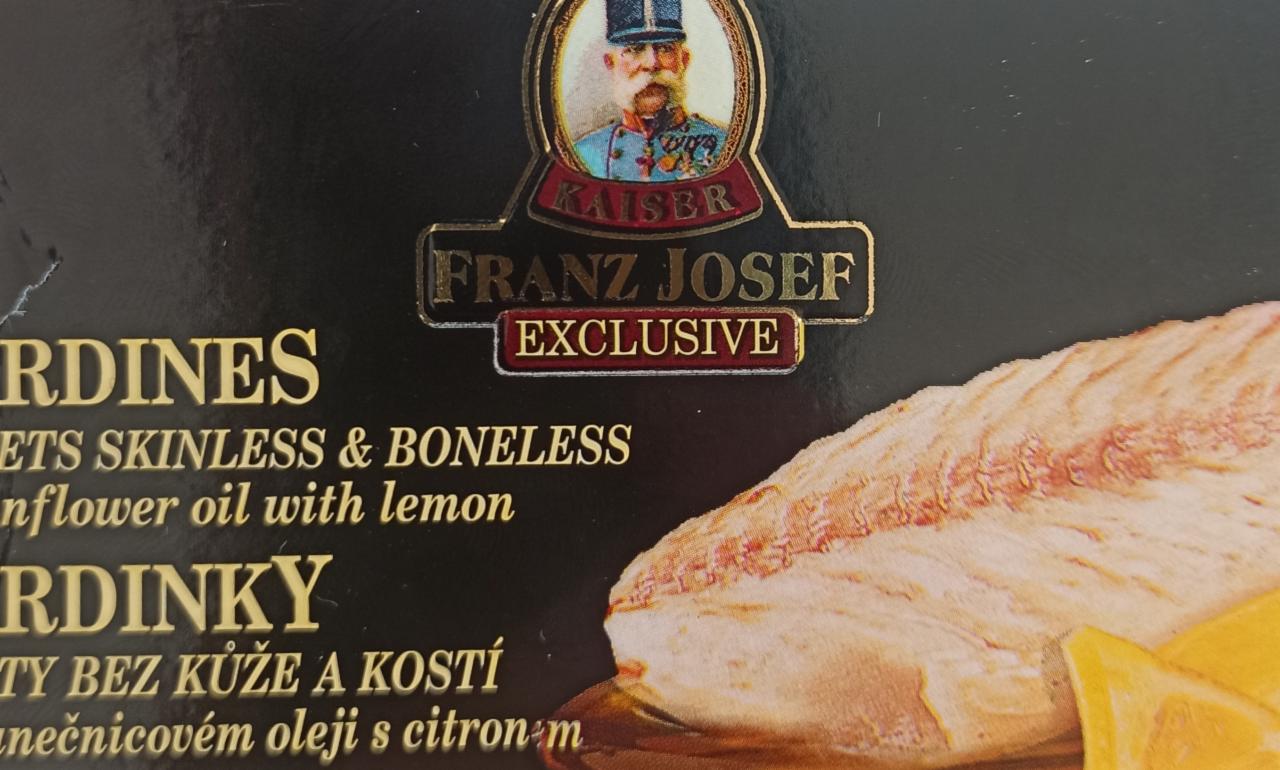 KAISER
FRANZ JOSEF
EXCLUSIVE
RDINES
ETS SKINLESS & BONELESS
nflower oil with lemon
RDINKY
TY BEZ KŮŽE A KOSTÍ
unečnicovém oleji s citronem